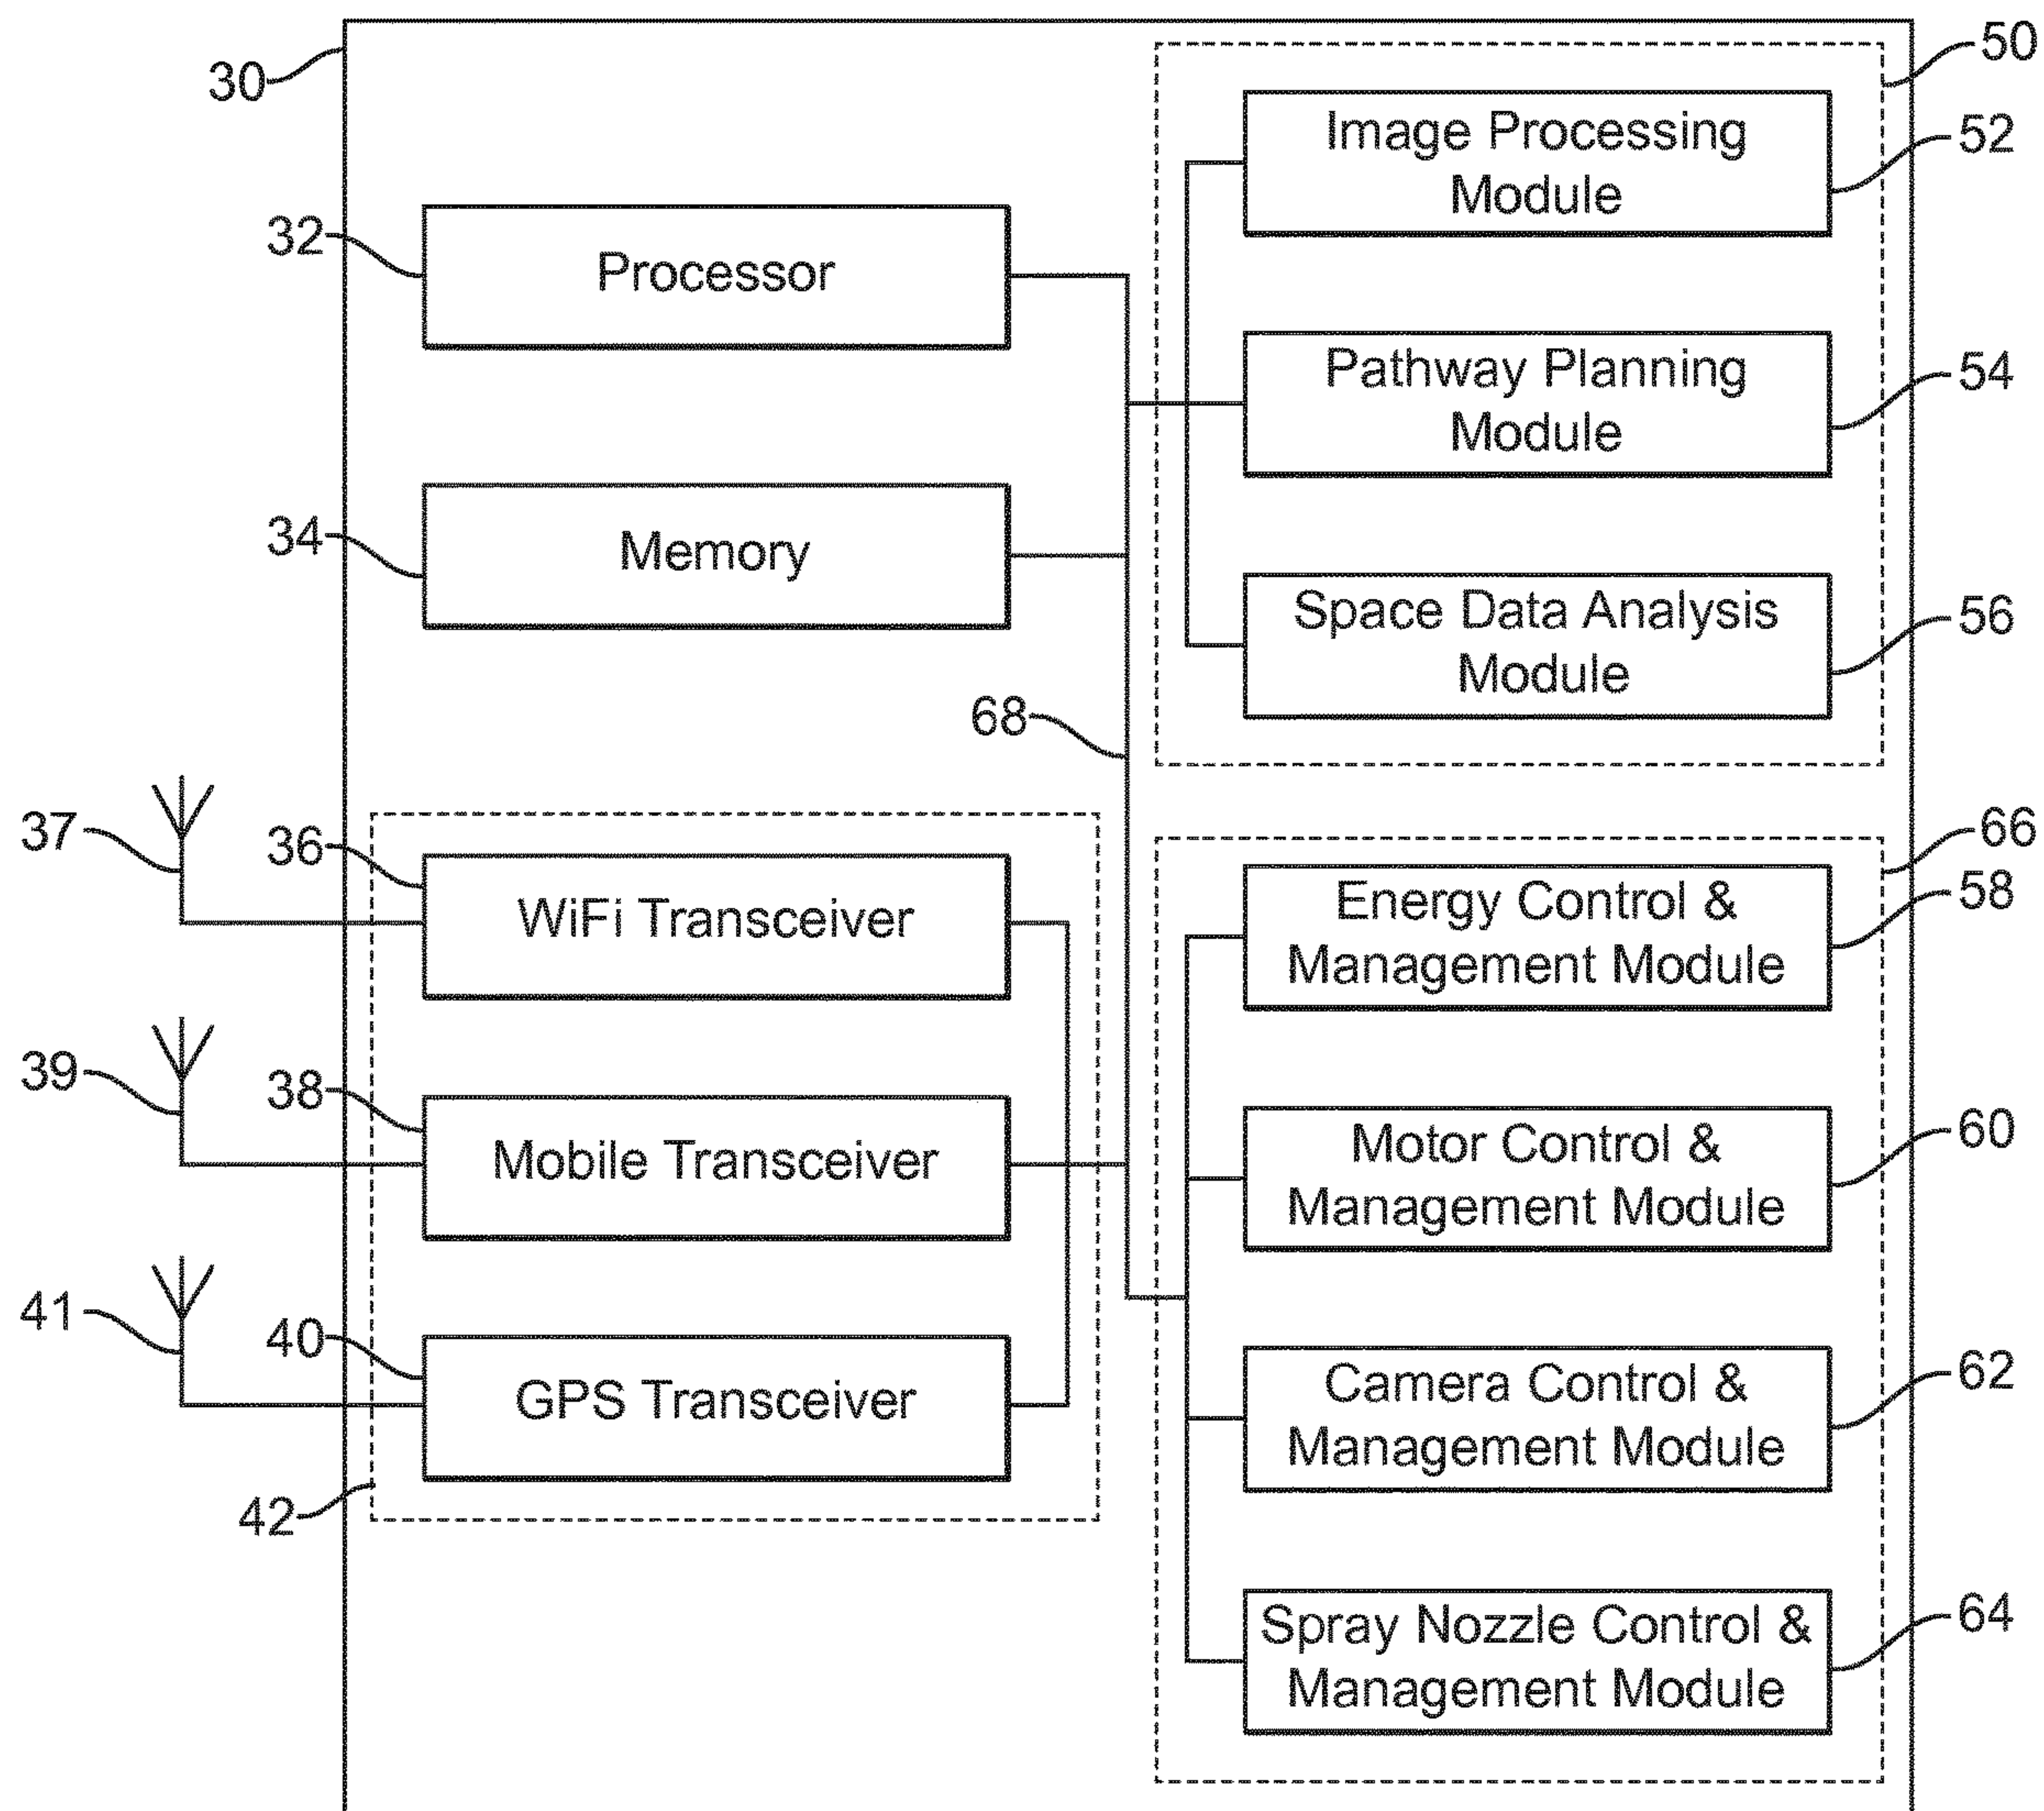 30
50
Image Processing
Module
52
32
Processor
Pathway Planning
Module
54
34
Memory
Space Data Analysis
Module
56
68
37
36
WiFi Transceiver
66
Energy Control &
Management Module
58
39
38
Mobile Transceiver
Motor Control &
Management Module
60
41
40
GPS Transceiver
42
Camera Control &
Management Module
62
Spray Nozzle Control &
Management Module
64